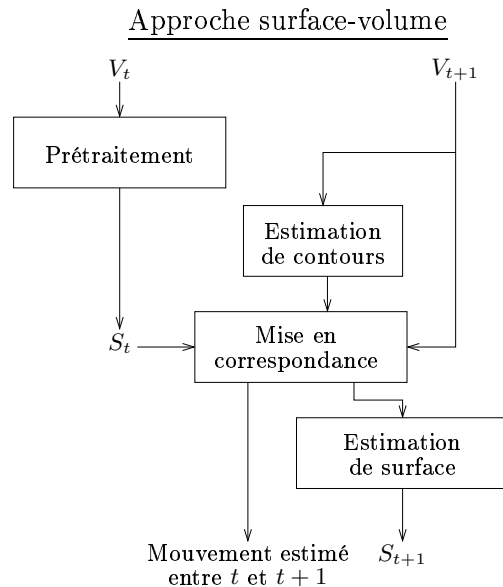 Approche surface-volume
V_t
V_{t+1}
Prétraitement
Estimation
de contours
S_t
Mise en
correspondance
Estimation
de surface
Mouvement estimé
entre t et t + 1
S_{t+1}